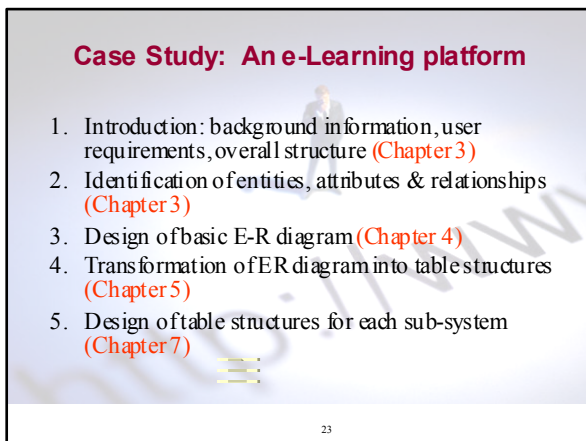 Case Study: An e-Learning platform
1. Introduction: background information, user
requirements, overall structure (Chapter 3)
2. Identification of entities, attributes & relationships
(Chapter 3)
3. Design of basic E-R diagram (Chapter 4)
4. Transformation of ER diagram into table structures
(Chapter 5)
5. Design of table structures for each sub-system
(Chapter 7)
http://www
23